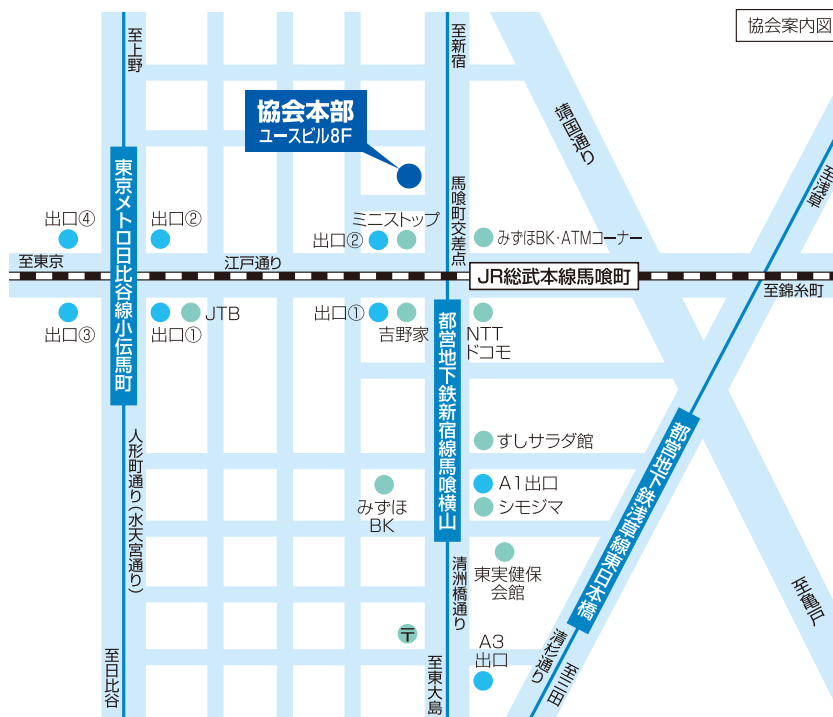 協会案内図
至上野
至新宿
協会本部
ユースビル8F
靖国通り
至浅草
東京メトロ日比谷線小伝馬町
馬喰町交差点
出口④
出口②
ミニストップ
出口②
みずほBK・ATMコーナー
至東京
江戸通り
JR総武本線馬喰町
至錦糸町
出口③
出口①
JTB
出口①
吉野家
NTT
ドコモ
都営地下鉄新宿線馬喰横山
都営地下鉄浅草線東日本橋
人形町通り(水天宮通り)
すしサラダ館
A1出口
シモジマ
みずほ
BK
東実健保
会館
清洲橋通り
至亀戸
〒
A3
出口
清杉通り
至三田
至日比谷
至東大島